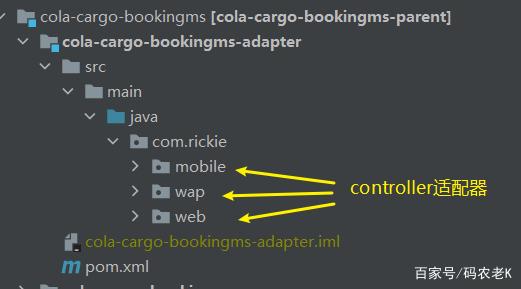 cola-cargo-bookingms [cola-cargo-bookingms-parent]
cola-cargo-bookingms-adapter
src
main
java
com.rickie
mobile
wap
web
controller适配器
cola-cargo-bookingms-adapter.iml
pom.xml
百家号/码农老K